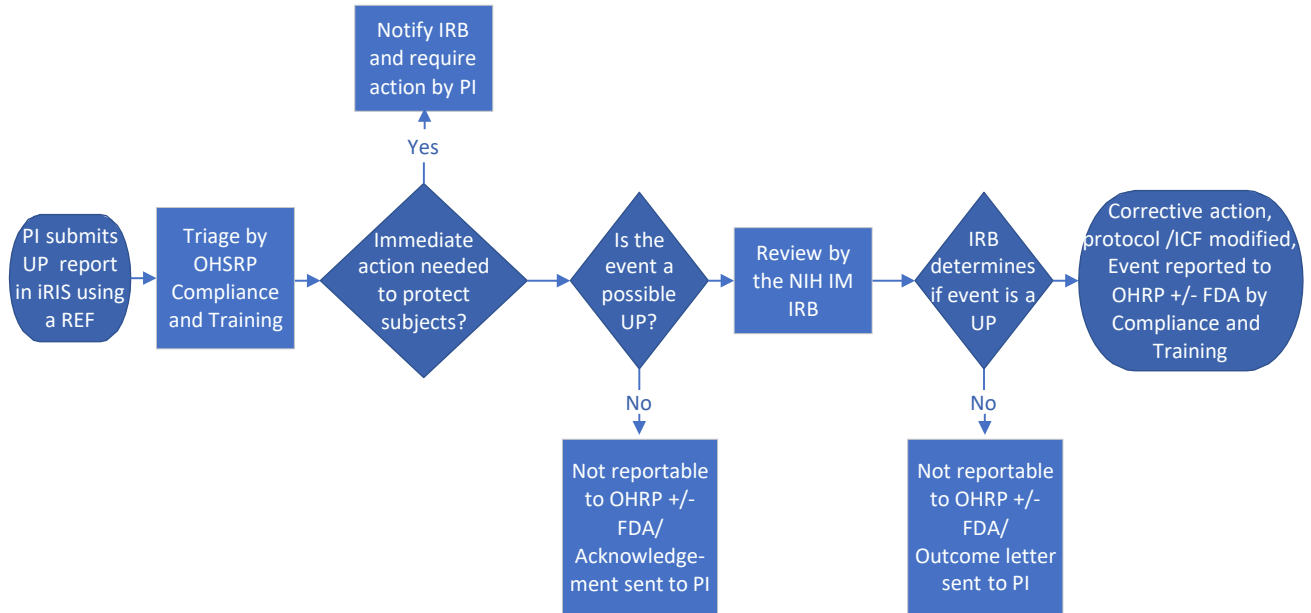 Notify IRB
and require
action by PI
Yes
PI submits
UP report
in iRIS using
a REF
Triage by
OHSRP
Compliance
and Training
Immediate
action needed
to protect
subjects?
Is the
event a
possible
UP?
Review by
the NIH IM
IRB
IRB
determines
if event is a
UP
Corrective action,
protocol /ICF modified,
Event reported to
OHRP +/- FDA by
Compliance and
Training
No
Not reportable
to OHRP +/-
FDA/
Acknowledge-
ment sent to PI
No
Not reportable
to OHRP +/-
FDA/
Outcome letter
sent to PI